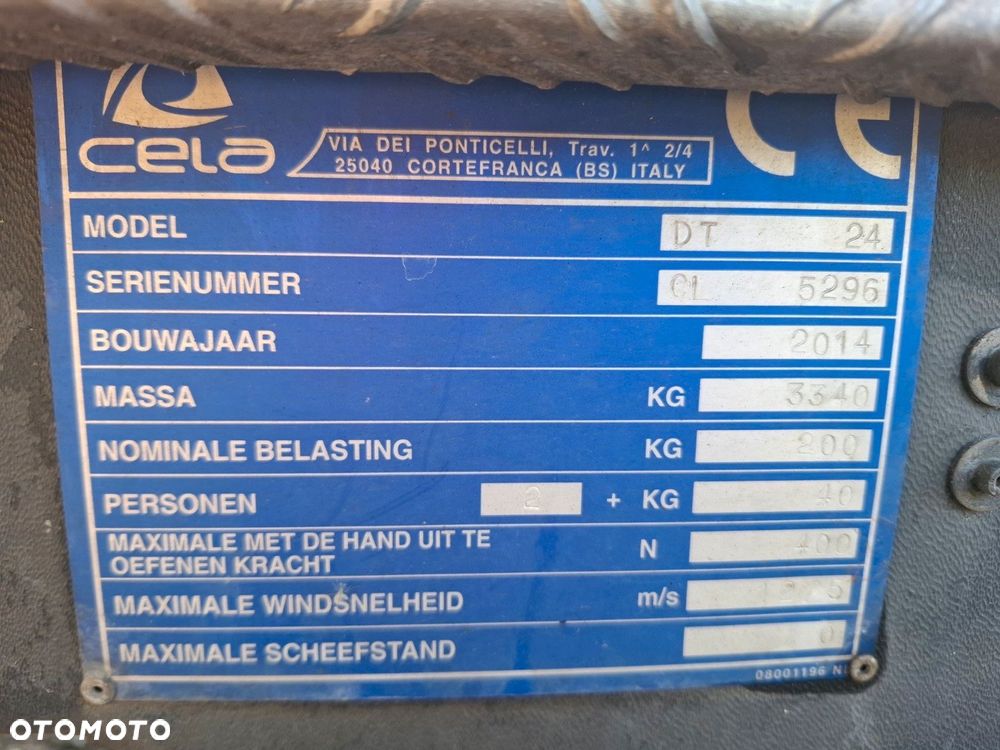 cela
VIA DEI PONTICELLI, Trav. 1^ 2/4
25040 CORTEFRANCA (BS) ITALY
CE
MODEL DT 24
SERIENUMMER CL 5296
BOUWAJAAR 2014
MASSA KG 3340
NOMINALE BELASTING KG 200
PERSONEN 2 + KG 40
MAXIMALE MET DE HAND UIT TE
OEFENEN KRACHT N 400
MAXIMALE WINDSNELHEID m/s
MAXIMALE SCHEEFSTAND 0
08001196
OTOMOTO